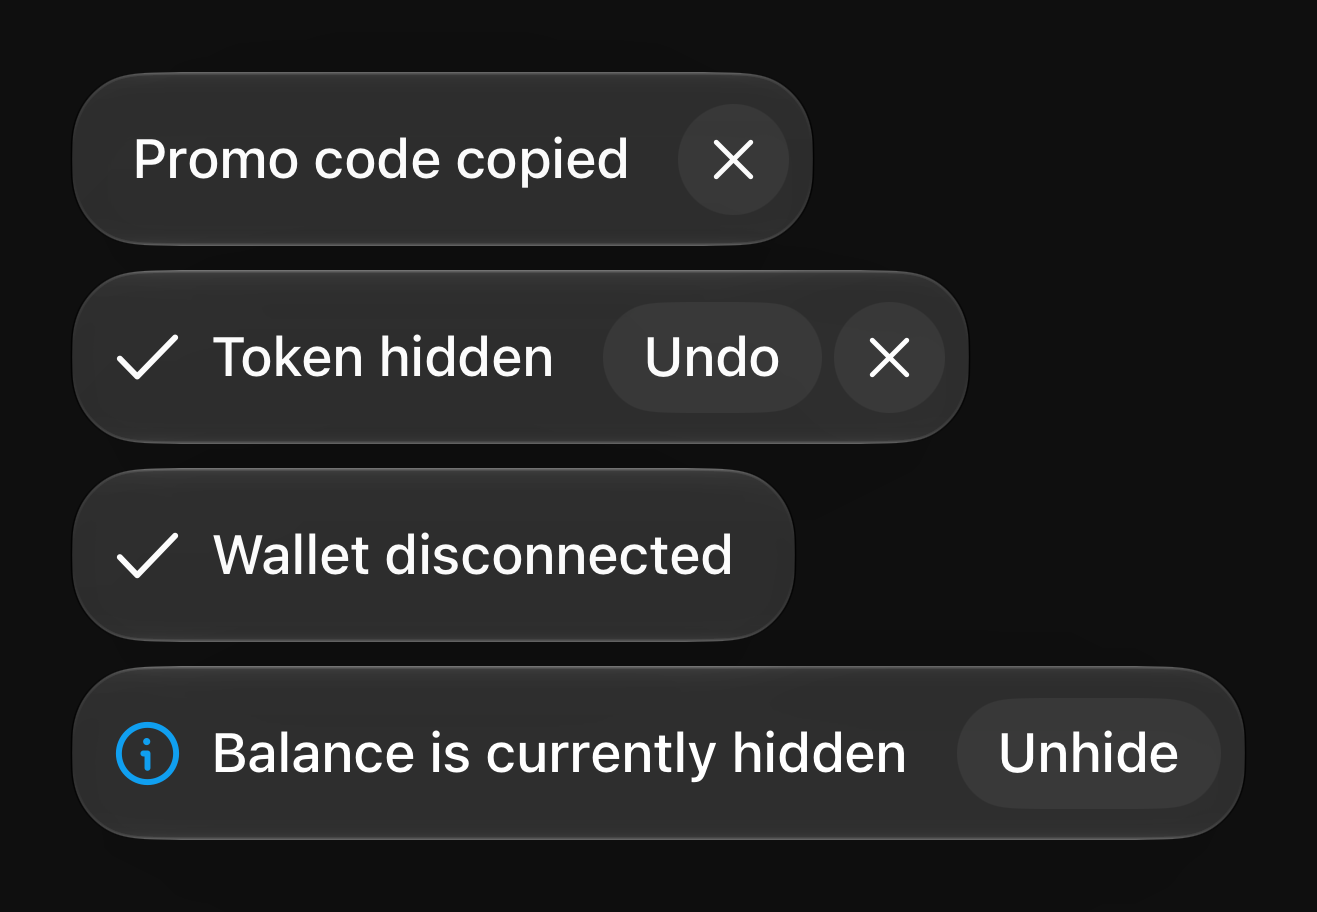 Promo code copied
Token hidden Undo
Wallet disconnected
Balance is currently hidden Unhide